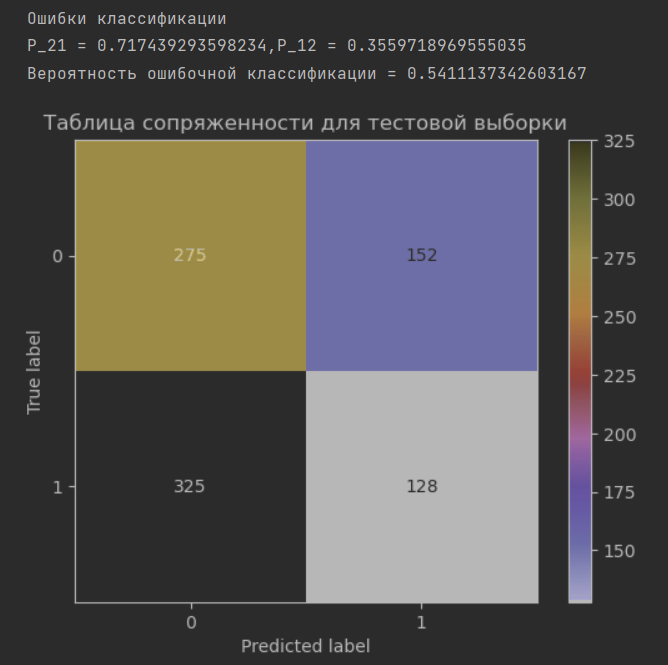 Ошибки классификации
P_21 = 0.717439293598234,P_12 = 0.3559718969555035
Вероятность ошибочной классификации = 0.5411137342603167
Таблица сопряженности для тестовой выборки
325
300
275
250
225
200
175
150
0
275
152
True label
1
325
128
0
1
Predicted label